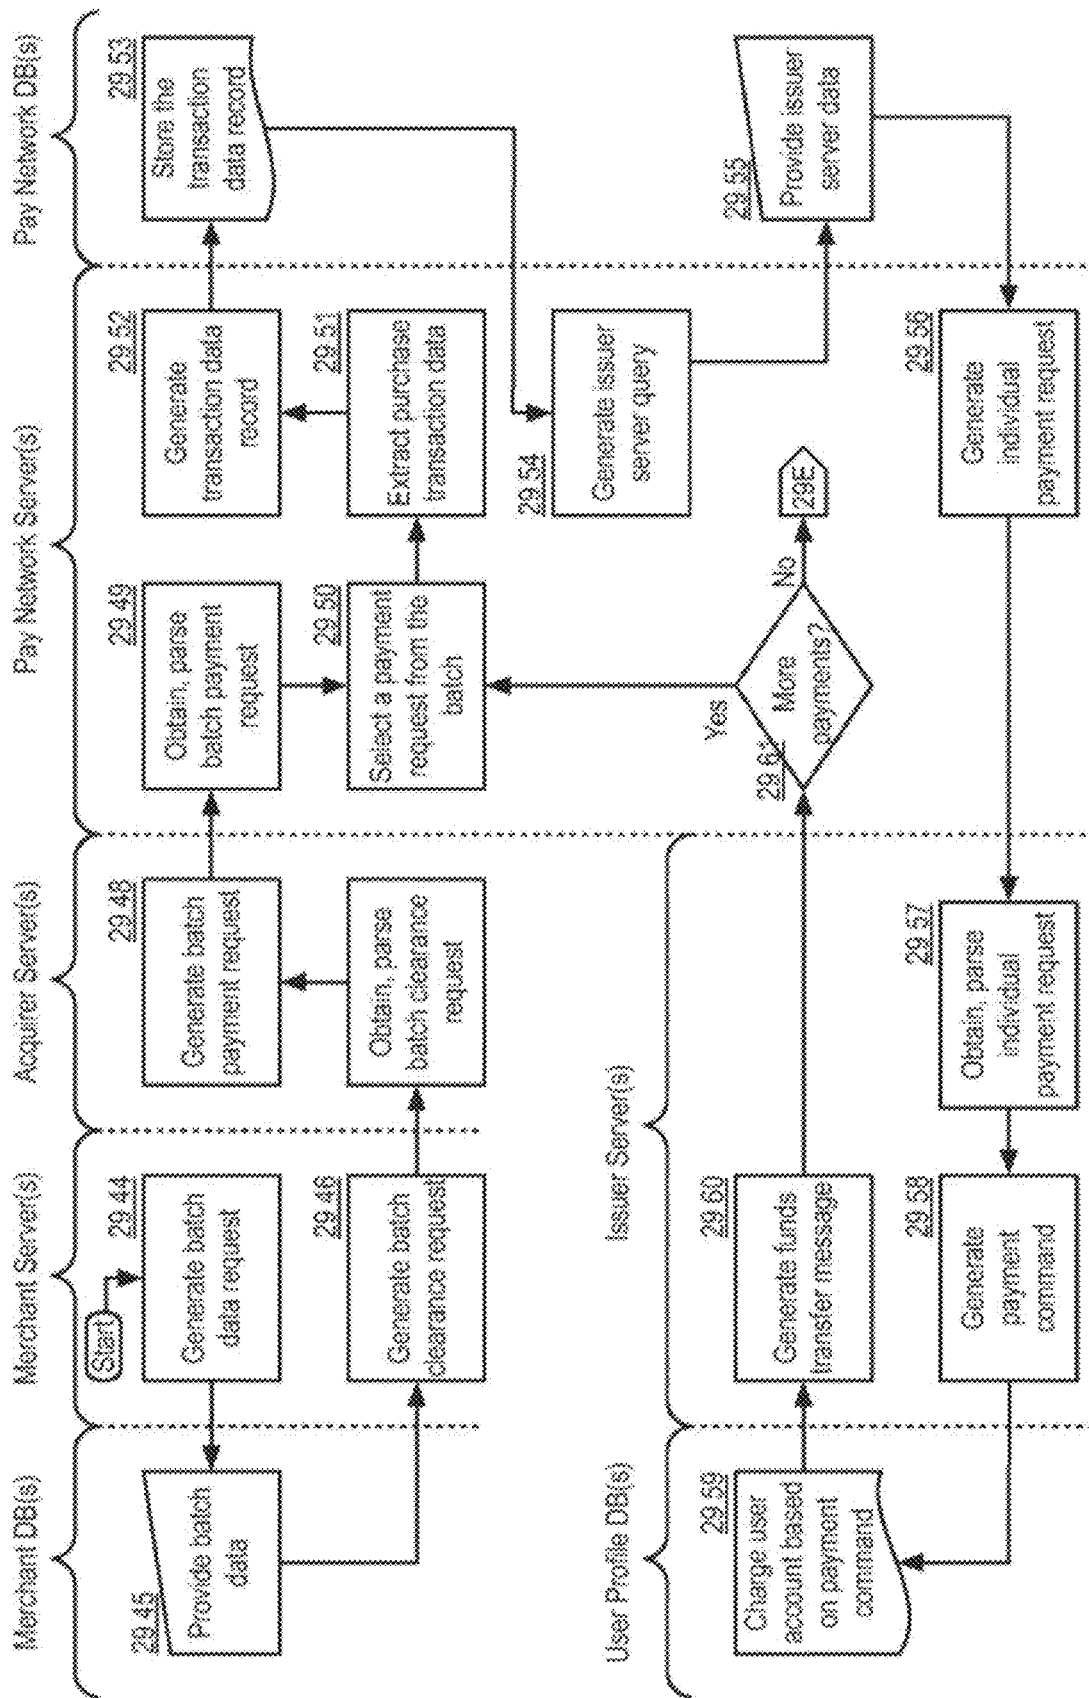 Merchant DB(s)
Merchant Server(s)
Acquirer Server(s)
Pay Network Server(s)
Pay Network DB(s)
Start
29.44
Generate batch
data request
29.45
Provide batch
data
29.46
Generate batch
clearance request
Obtain, parse
batch clearance
request
29.48
Generate batch
payment request
29.49
Obtain, parse
batch payment
request
29.50
Select a payment
request from the
batch
29.51
Extract purchase
transaction data
29.52
Generate
transaction data
record
29.53
Store the
transaction
data record
29.54
Generate issuer
server query
29.55
Provide issuer
server data
29.56
Generate
individual
payment request
User Profile DB(s)
Issuer Server(s)
29.57
Obtain, parse
individual
payment request
29.58
Generate
payment
command
29.59
Charge user
account based
on payment
command
29.60
Generate funds
transfer message
29.61
More
payments?
Yes
No
29E